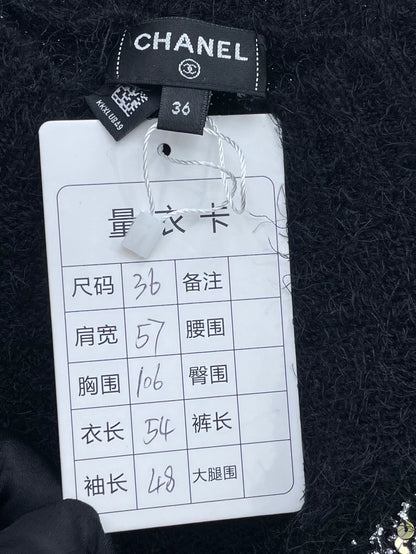 CHANEL
36
KKXLUR49
量衣卡
尺码 36 备注
肩宽 57 腰围
胸围 106 臀围
衣长 54 裤长
袖长 48 大腿围